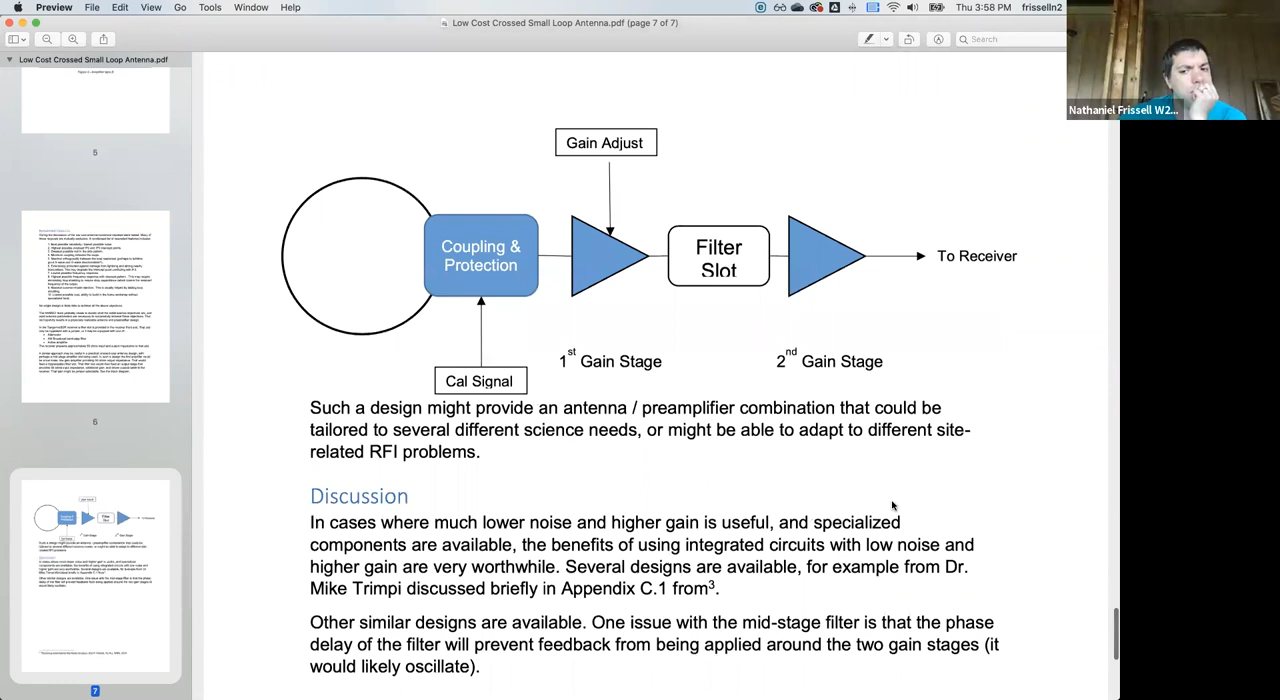 Preview File Edit View Go Tools Window Help Thu 3:58 PM frisselln2
Low Cost Crossed Small Loop Antenna.pdf (page 7 of 7)
Search
Low Cost Crossed Small Loop Antenna.pdf
5
6
7
Nathaniel Frissell W2...
Gain Adjust
Coupling &
Protection
Filter
Slot
To Receiver
1st Gain Stage
2nd Gain Stage
Cal Signal
Such a design might provide an antenna / preamplifier combination that could be
tailored to several different science needs, or might be able to adapt to different site-
related RFI problems.
Discussion
In cases where much lower noise and higher gain is useful, and specialized
components are available, the benefits of using integrated circuits with low noise and
higher gain are very worthwhile. Several designs are available, for example from Dr.
Mike Trimpi discussed briefly in Appendix C.1 from3.
Other similar designs are available. One issue with the mid-stage filter is that the phase
delay of the filter will prevent feedback from being applied around the two gain stages (it
would likely oscillate).